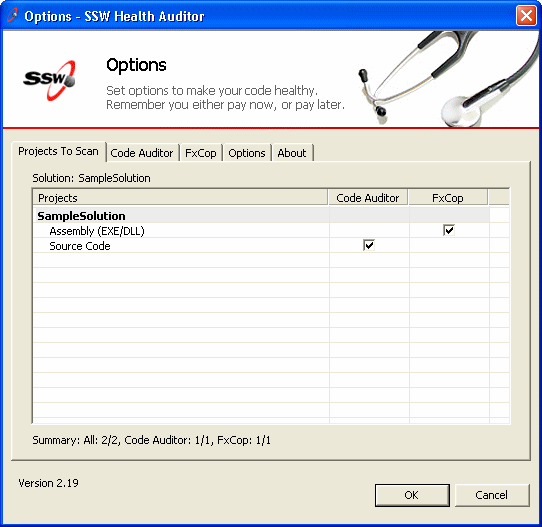 Options - SSW Health Auditor
SSW
Options
Set options to make your code healthy.
Remember you either pay now, or pay later.
Projects To Scan Code Auditor FxCop Options About
Solution: SampleSolution
Projects Code Auditor FxCop
SampleSolution
Assembly (EXE/DLL)
Source Code
Summary: All: 2/2, Code Auditor: 1/1, FxCop: 1/1
Version 2.19
OK Cancel